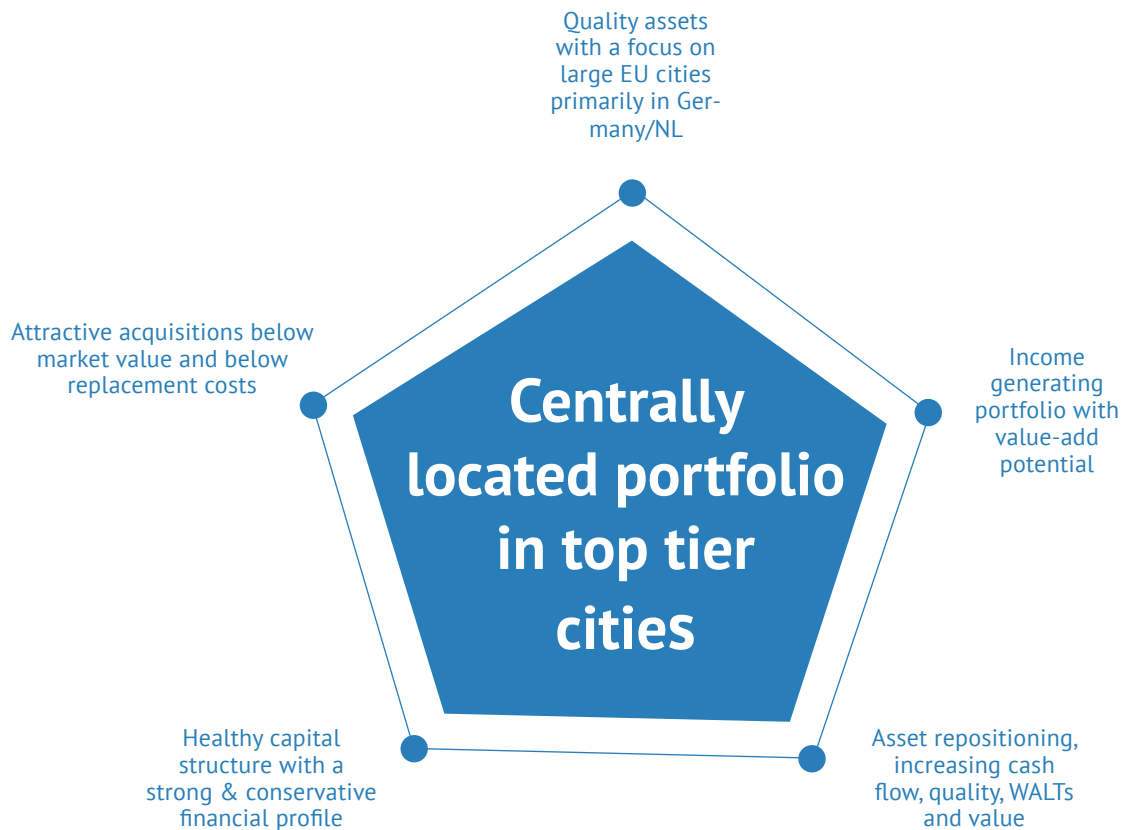 Quality assets
with a focus on
large EU cities
primarily in Ger-
many/NL
Attractive acquisitions below
market value and below
replacement costs
Income
generating
portfolio with
value-add
potential
Centrally
located portfolio
in top tier
cities
Healthy capital
structure with a
strong & conservative
financial profile
Asset repositioning,
increasing cash
flow, quality, WALTs
and value